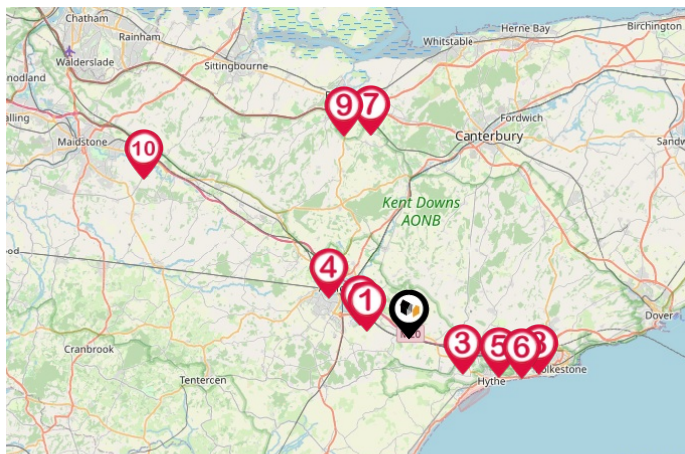 Chatham
Rainham
Herne Bay
Birchington
Whitstable
Walderslade
Sittingbourne
9
7
Fordwich
Maidstone
10
Canterbury
Kent Downs
AONB
4
1
3
5
6
8
Dover
Cranbrook
Hythe
Tenterden